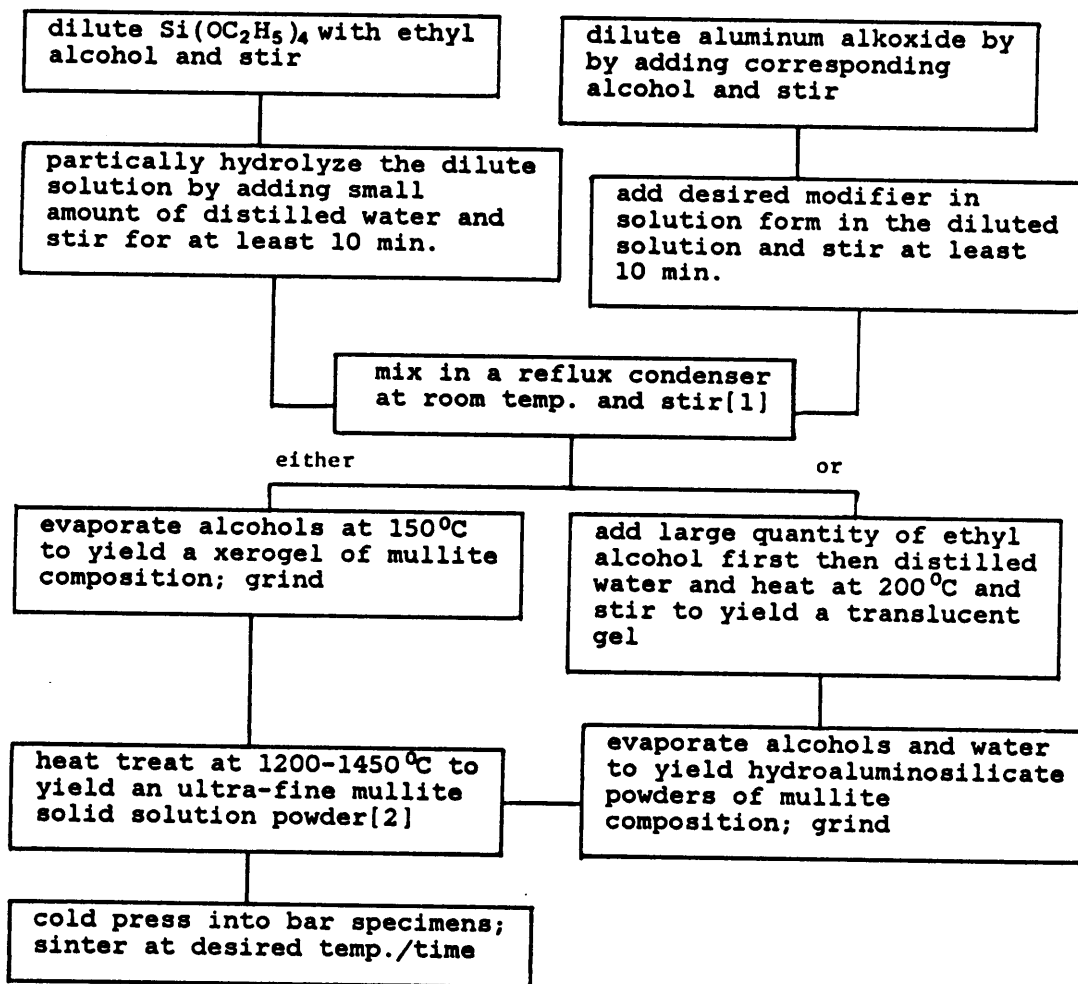 dilute Si(OC2H5)4 with ethyl
alcohol and stir
dilute aluminum alkoxide by
by adding corresponding
alcohol and stir
partically hydrolyze the dilute
solution by adding small
amount of distilled water and
stir for at least 10 min.
add desired modifier in
solution form in the diluted
solution and stir at least
10 min.
mix in a reflux condenser
at room temp. and stir[1]
either
or
evaporate alcohols at 150°C
to yield a xerogel of mullite
composition; grind
add large quantity of ethyl
alcohol first then distilled
water and heat at 200°C and
stir to yield a translucent
gel
heat treat at 1200-1450°C to
yield an ultra-fine mullite
solid solution powder[2]
evaporate alcohols and water
to yield hydroaluminosilicate
powders of mullite
composition; grind
cold press into bar specimens;
sinter at desired temp./time